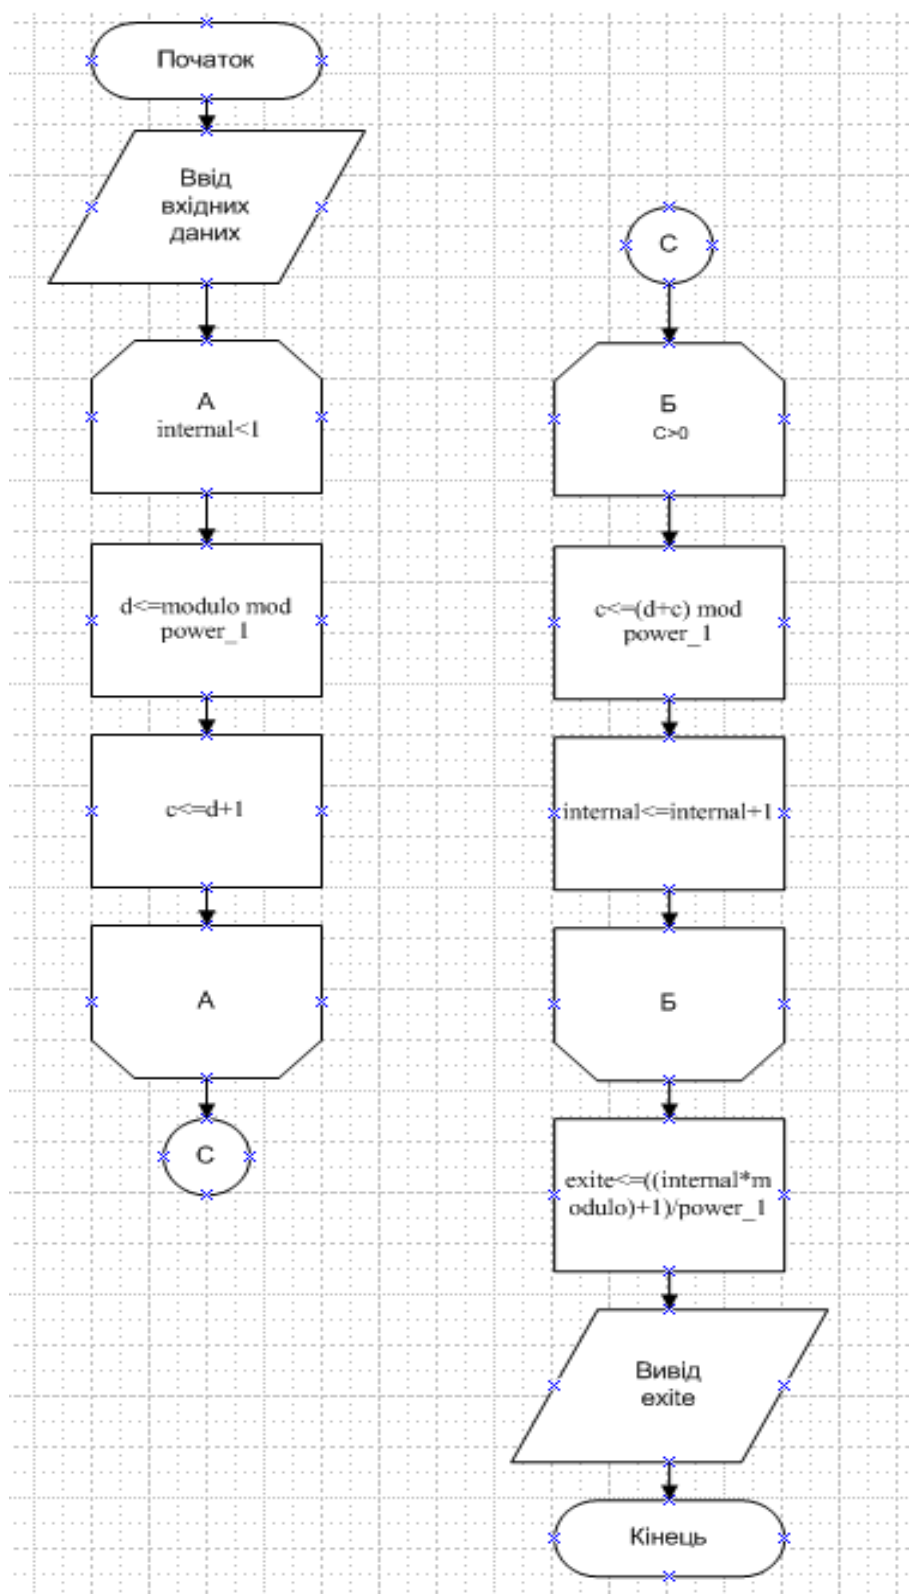 Початок
Ввід
вхідних
даних
А
internal<1
d<=modulo mod
power_1
c<=d+1
А
С
С
Б
C>0
c<=(d+c) mod
power_1
internal<=internal+1
Б
exite<=((internal*m
odulo)+1)/power_1
Вивід
exite
Кінець